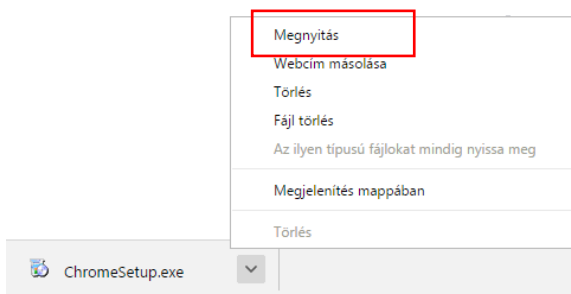 Megnyitás
Webcím másolása
Törlés
Fájl törlés
Az ilyen típusú fájlokat mindig nyissa meg
Megjelenítés mappában
Törlés
ChromeSetup.exe